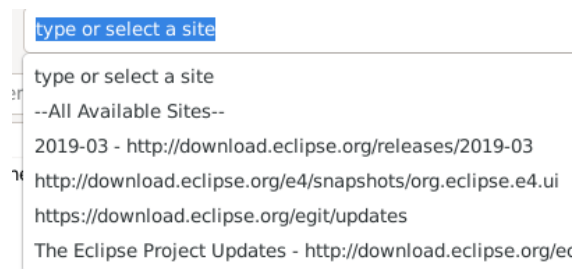 type or select a site
type or select a site
--All Available Sites--
2019-03 - http://download.eclipse.org/releases/2019-03
http://download.eclipse.org/e4/snapshots/org.eclipse.e4.ui
https://download.eclipse.org/egit/updates
The Eclipse Project Updates - http://download.eclipse.org/ec